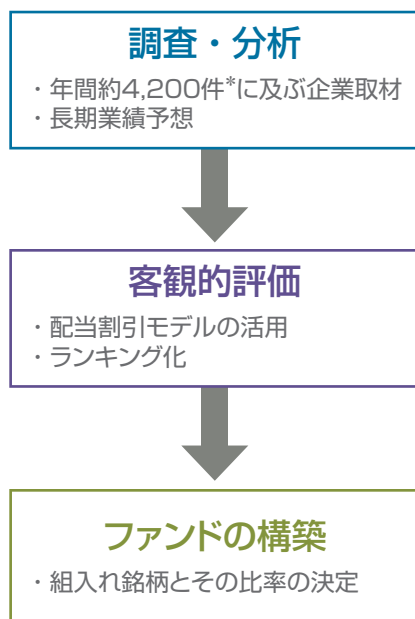 調査・分析
・年間約4,200件*に及ぶ企業取材
・長期業績予想
客観的評価
・配当割引モデルの活用
・ランキング化
ファンドの構築
・組入れ銘柄とその比率の決定